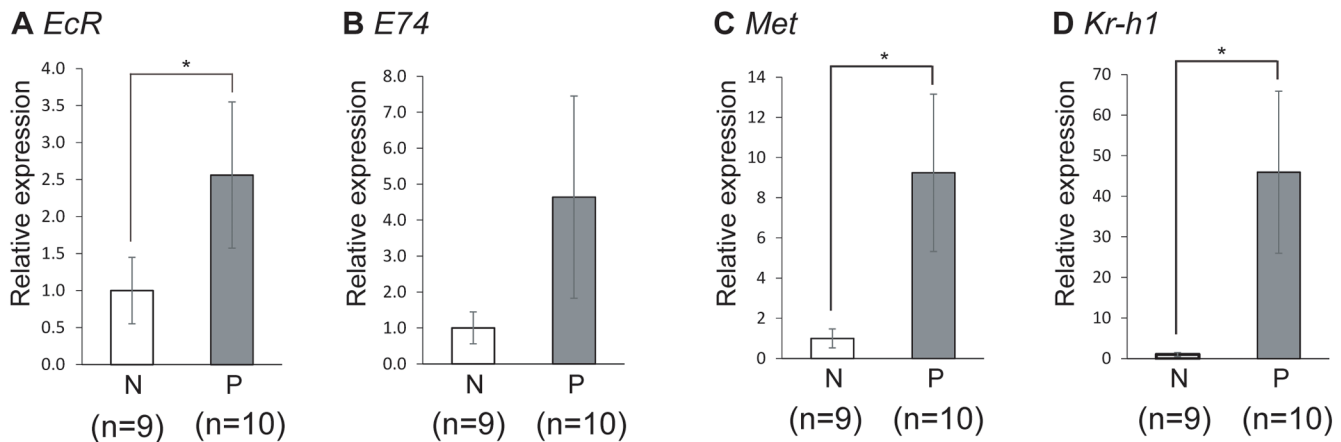 A EcR
Relative expression
4.0
3.5
3.0
2.5
2.0
1.5
1.0
0.5
0.0
*
N
P
(n=9)
(n=10)
B E74
Relative expression
8.0
7.0
6.0
5.0
4.0
3.0
2.0
1.0
0.0
N
P
(n=9)
(n=10)
C Met
Relative expression
14
12
10
8
6
4
2
0
*
N
P
(n=9)
(n=10)
D Kr-h1
Relative expression
70
60
50
40
30
20
10
0
*
N
P
(n=9)
(n=10)